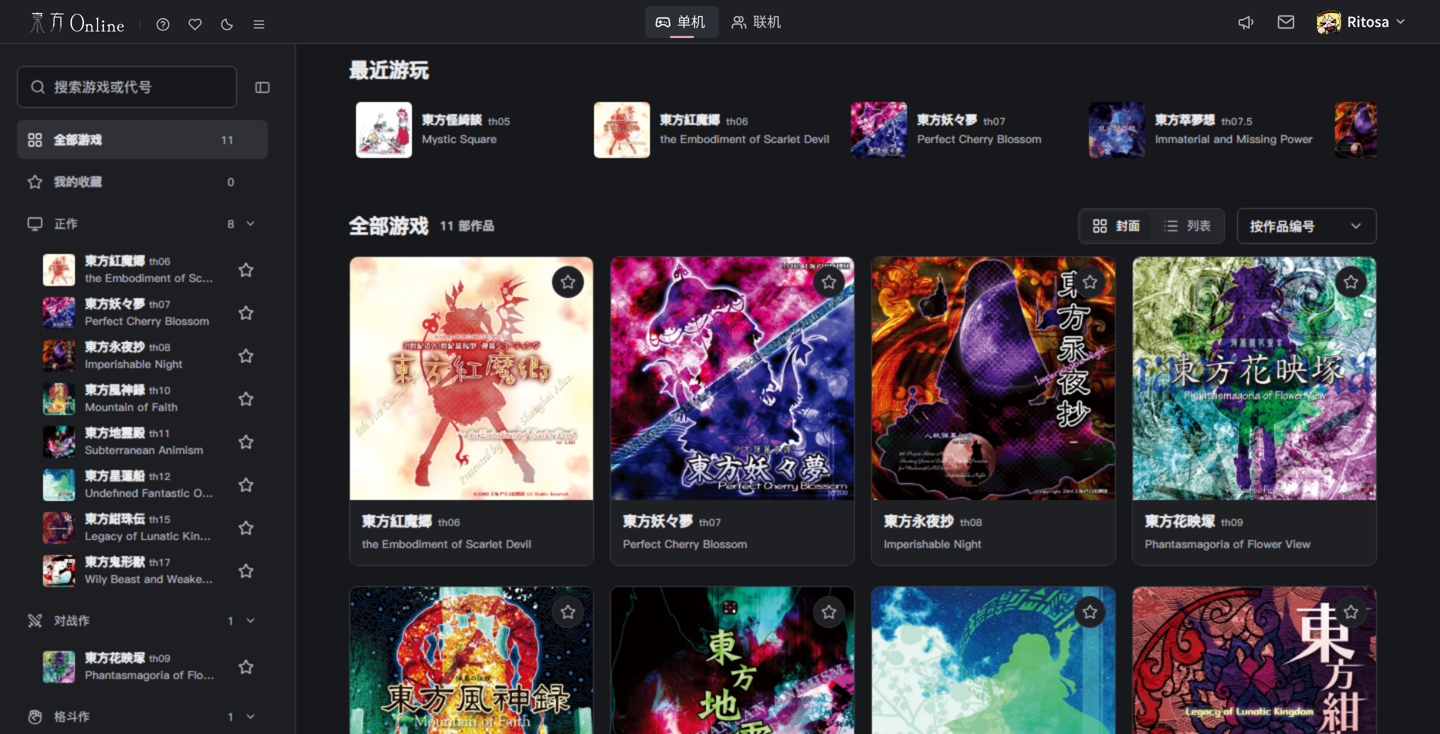 東方Online
单机
联机
Ritosa
搜索游戏或代号
全部游戏 11
我的收藏 0
正作 8
東方紅魔郷 th06
the Embodiment of Sc...
東方妖々夢 th07
Perfect Cherry Blossom
東方永夜抄 th08
Imperishable Night
東方風神録 th10
Mountain of Faith
東方地霊殿 th11
Subterranean Animism
東方星蓮船 th12
Undefined Fantastic O...
東方紺珠伝 th15
Legacy of Lunatic Kin...
東方鬼形獣 th17
Wily Beast and Weake...
对战作 1
東方花映塚 th09
Phantasmagoria of Flo...
格斗作 1
最近游玩
東方怪綺談 th05
Mystic Square
東方紅魔郷 th06
the Embodiment of Scarlet Devil
東方妖々夢 th07
Perfect Cherry Blossom
東方萃夢想 th07.5
Immaterial and Missing Power
全部游戏 11 部作品
封面
列表
按作品编号
東方紅魔郷
東方妖々夢
Perfect Cherry Blossom
東方永夜抄
Imperishable Night
東方花映塚
Phantasmagoria of Flower View
東方紅魔郷 th06
the Embodiment of Scarlet Devil
東方妖々夢 th07
Perfect Cherry Blossom
東方永夜抄 th08
Imperishable Night
東方花映塚 th09
Phantasmagoria of Flower View
東方風神録
Mountain of Faith
東方地霊
東方紺
Legacy of Lunatic Kingdom